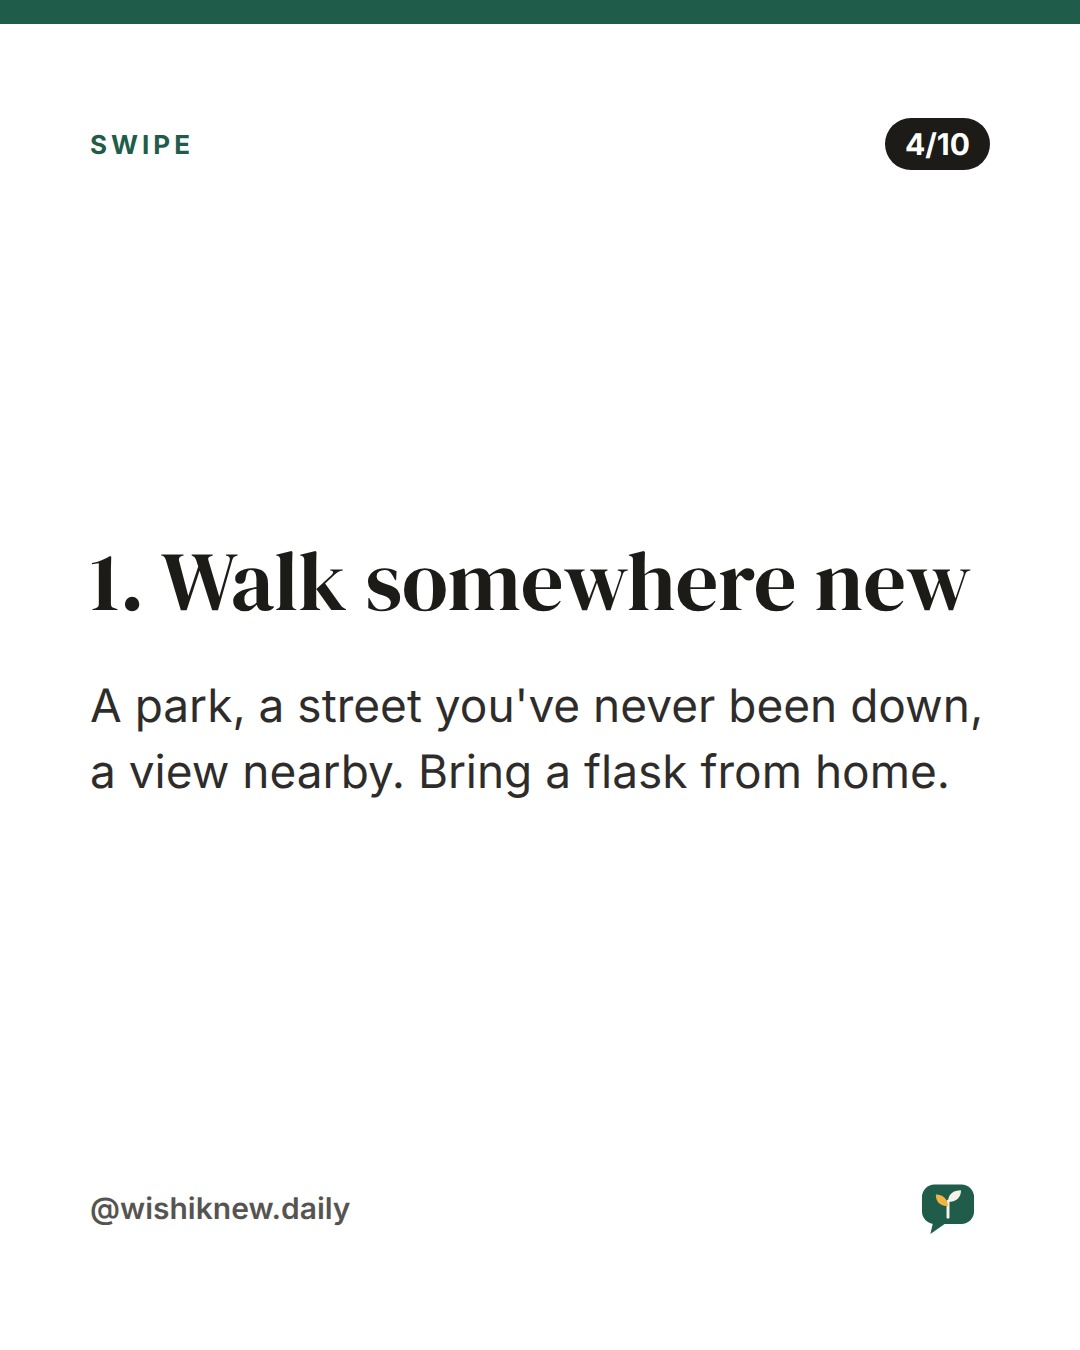 SWIPE
4/10
1. Walk somewhere new
A park, a street you've never been down,
a view nearby. Bring a flask from home.
@wishiknew.daily